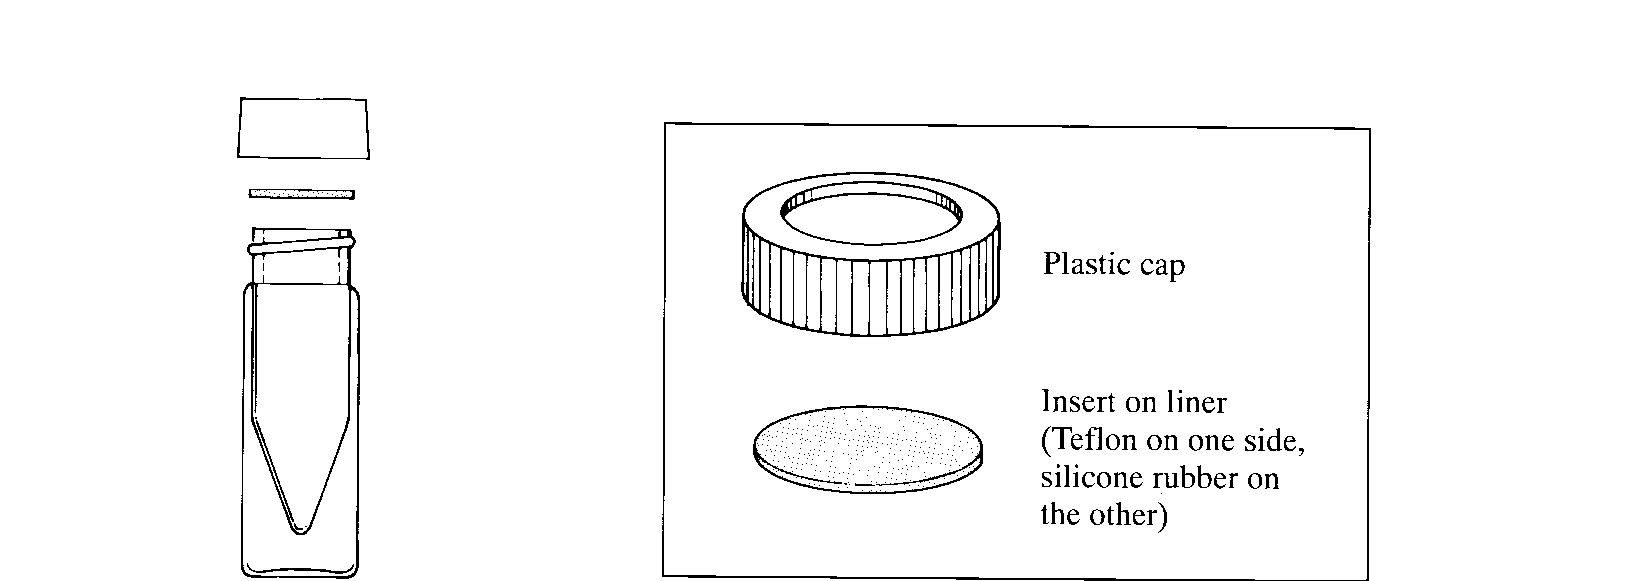 Plastic cap
Insert on liner
(Teflon on one side,
silicone rubber on
the other)